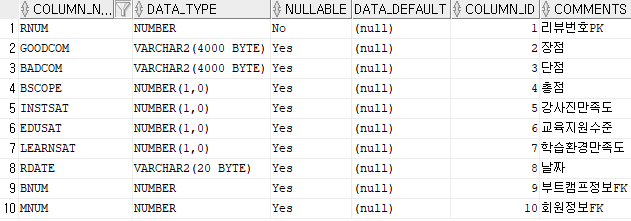 COLUMN_N... DATA_TYPE NULLABLE DATA_DEFAULT COLUMN_ID COMMENTS
1 RNUM NUMBER No (null) 1 리뷰번호PK
2 GOODCOM VARCHAR2(4000 BYTE) Yes (null) 2 장점
3 BADCOM VARCHAR2(4000 BYTE) Yes (null) 3 단점
4 BSCOPE NUMBER(1,0) Yes (null) 4 총점
5 INSTSAT NUMBER(1,0) Yes (null) 5 강사진만족도
6 EDUSAT NUMBER(1,0) Yes (null) 6 교육지원수준
7 LEARNSAT NUMBER(1,0) Yes (null) 7 학습환경만족도
8 RDATE VARCHAR2(20 BYTE) Yes (null) 8 날짜
9 BNUM NUMBER Yes (null) 9 부트캠프정보FK
10 MNUM NUMBER Yes (null) 10 회원정보FK